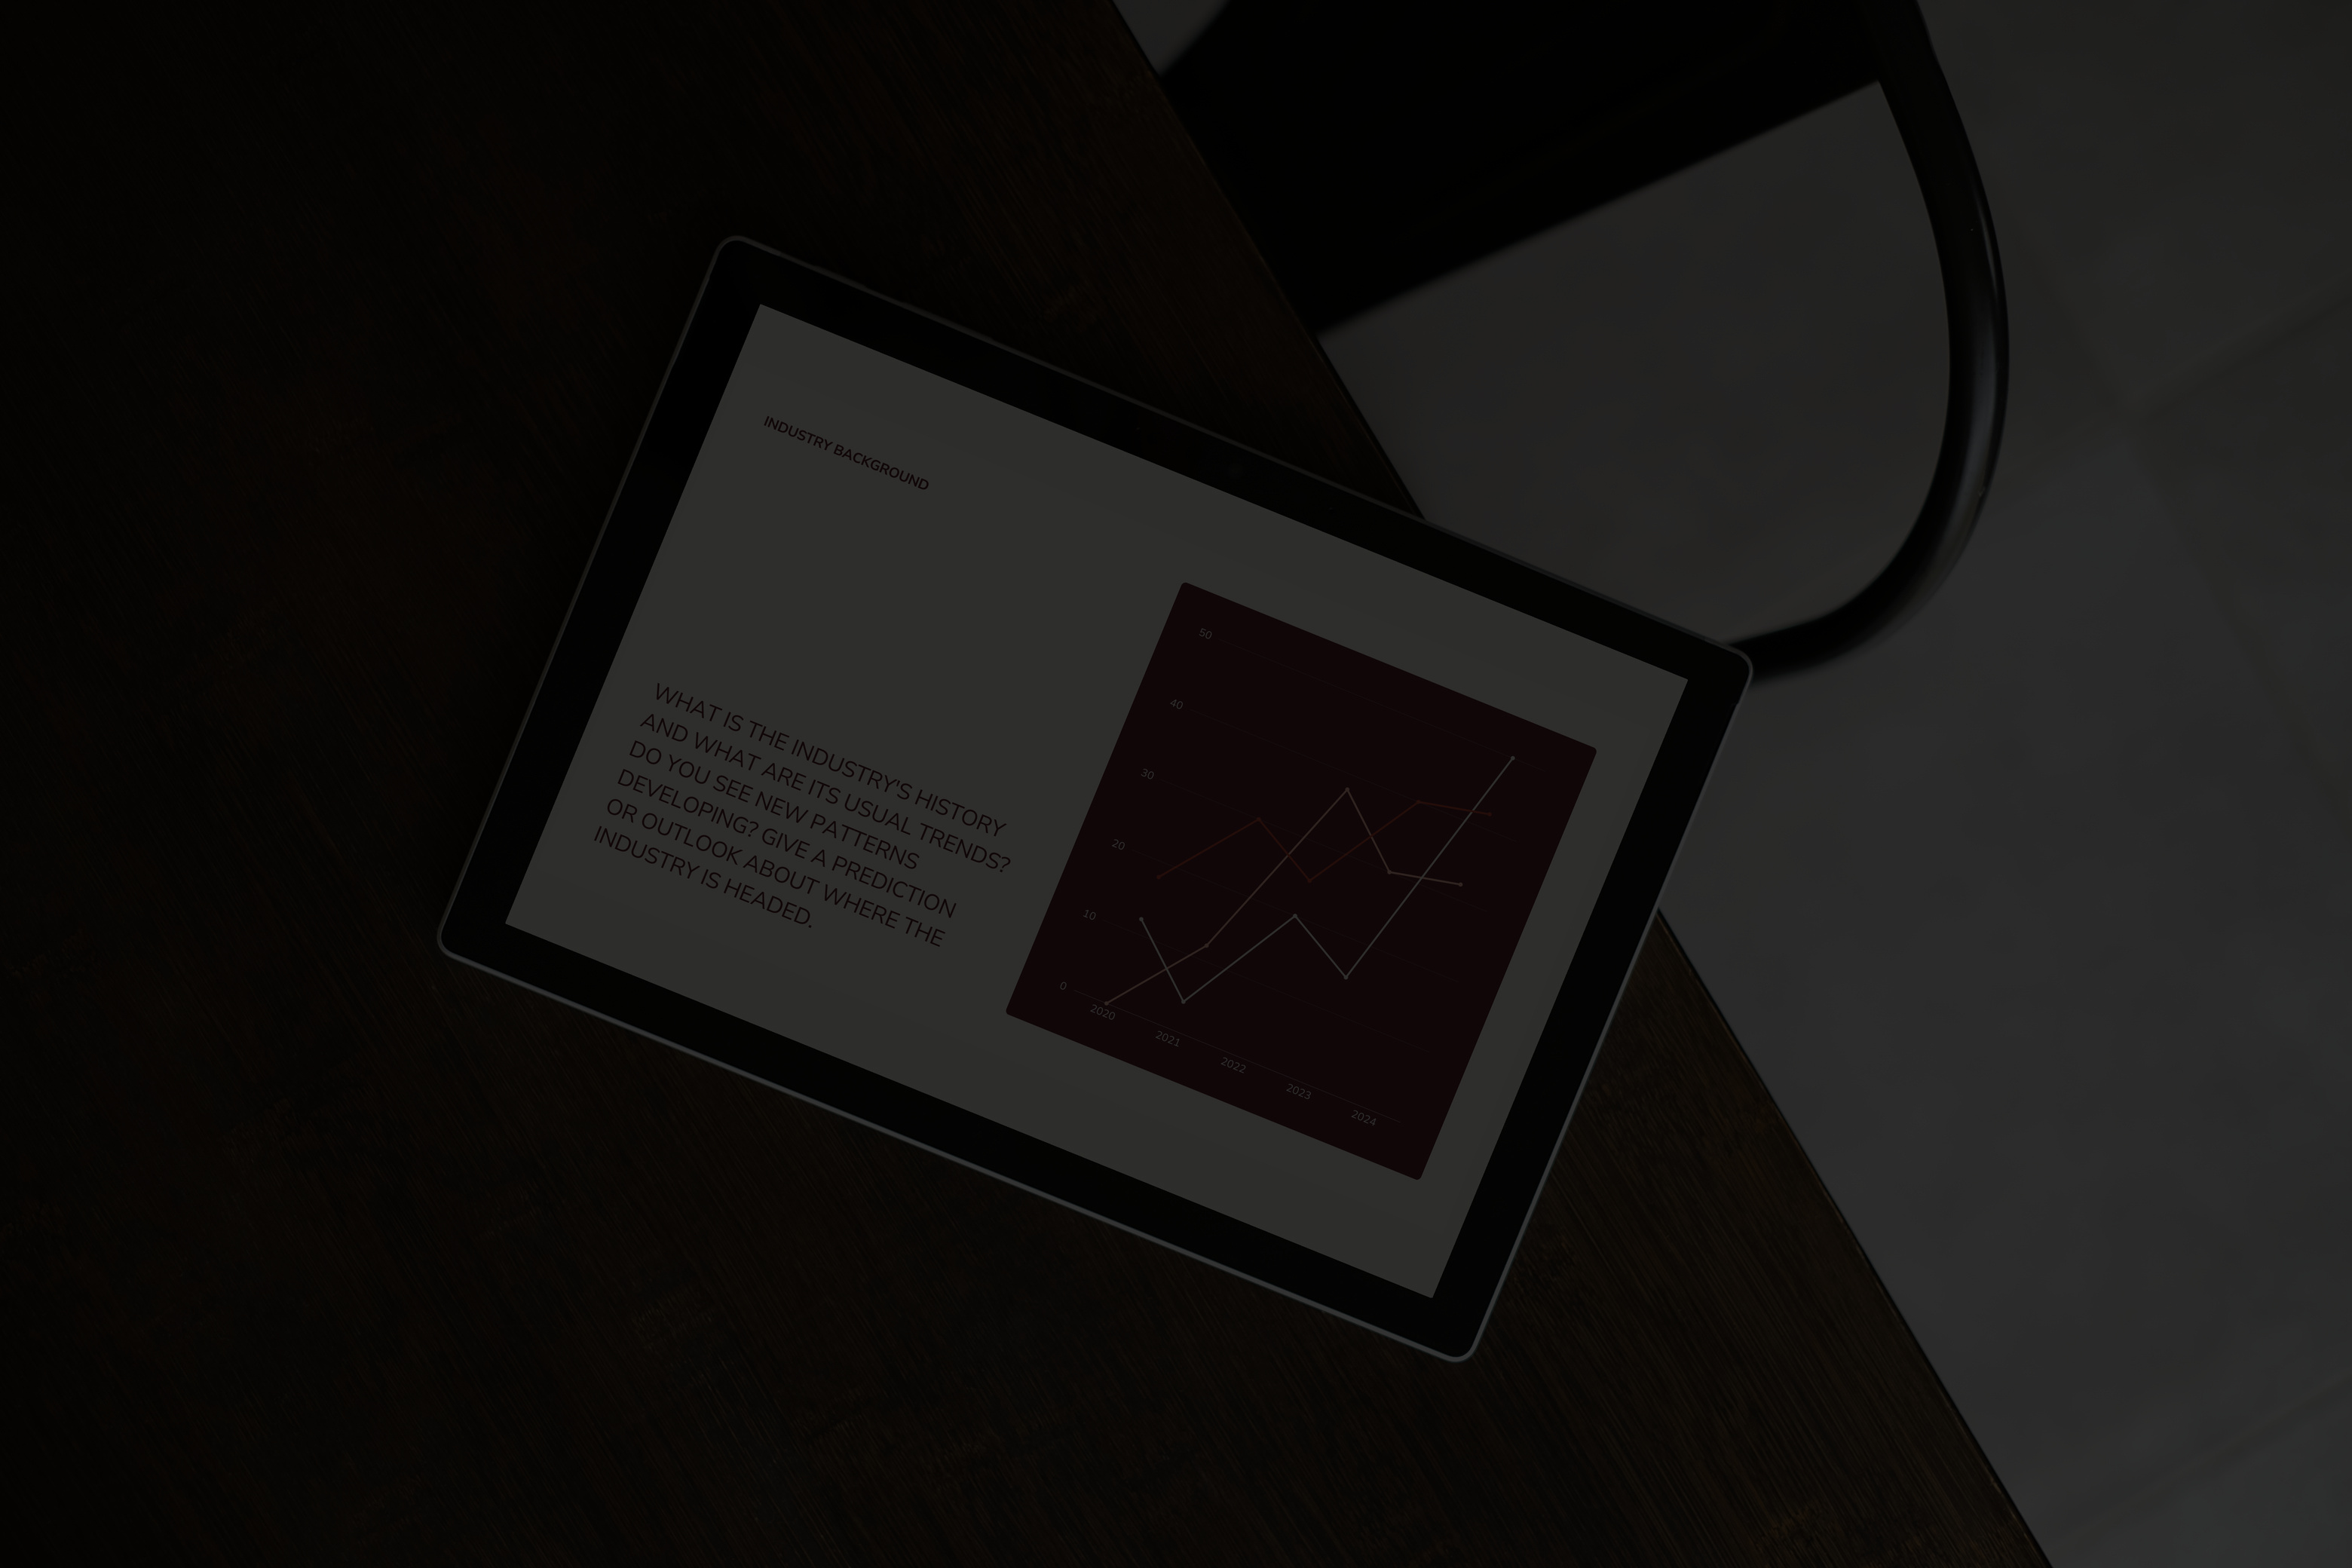 INDUSTRY BACKGROUND
WHAT IS THE INDUSTRY'S HISTORY
AND WHAT ARE ITS USUAL TRENDS?
DO YOU SEE NEW PATTERNS
DEVELOPING? GIVE A PREDICTION
OR OUTLOOK ABOUT WHERE THE
INDUSTRY IS HEADED.
50
40
30
20
10
0
2020
2021
2022
2023
2024